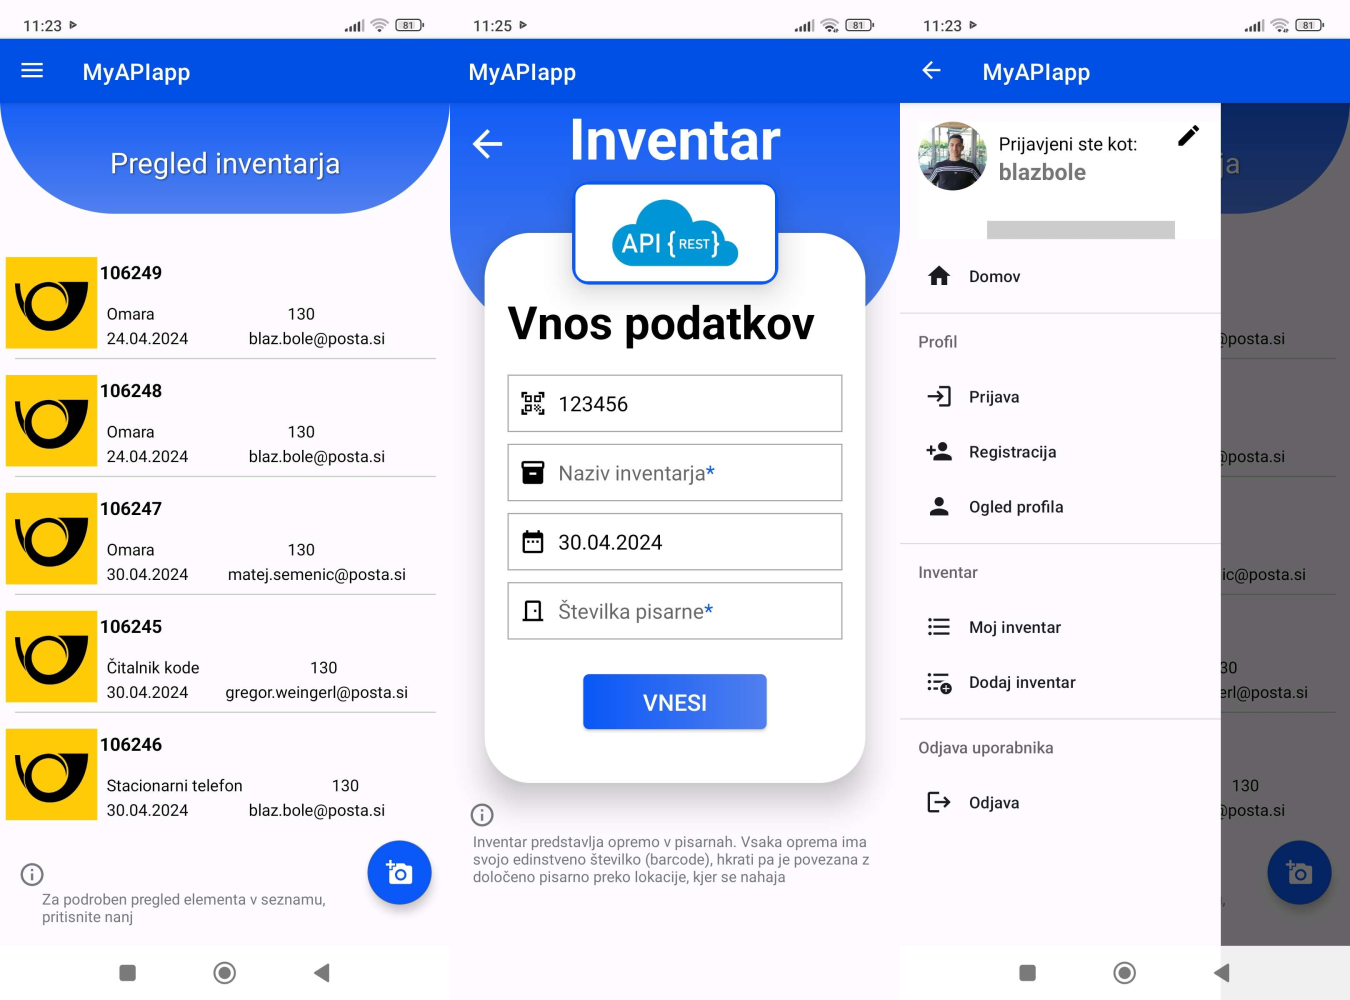 11:23
81
MyAPIapp
Pregled inventarja
106249
Omara 130
24.04.2024 blaz.bole@posta.si
106248
Omara 130
24.04.2024 blaz.bole@posta.si
106247
Omara 130
30.04.2024 matej.semenic@posta.si
106245
Čitalnik kode 130
30.04.2024 gregor.weingerl@posta.si
106246
Stacionarni telefon 130
30.04.2024 blaz.bole@posta.si
Za podroben pregled elementa v seznamu,
pritisnite nanj
11:25
81
MyAPIapp
Inventar
API {REST}
Vnos podatkov
123456
Naziv inventarja*
30.04.2024
Številka pisarne*
VNESI
Inventar predstavlja opremo v pisarnah. Vsaka oprema ima
svojo edinstveno številko (barcode), hkrati pa je povezana z
določeno pisarno preko lokacije, kjer se nahaja
11:23
81
MyAPIapp
Prijavjeni ste kot:
blazbole
Domov
Profil
Prijava
Registracija
Ogled profila
Inventar
Moj inventar
Dodaj inventar
Odjava uporabnika
Odjava
ja
@posta.si
@posta.si
ic@posta.si
30
erl@posta.si
130
@posta.si